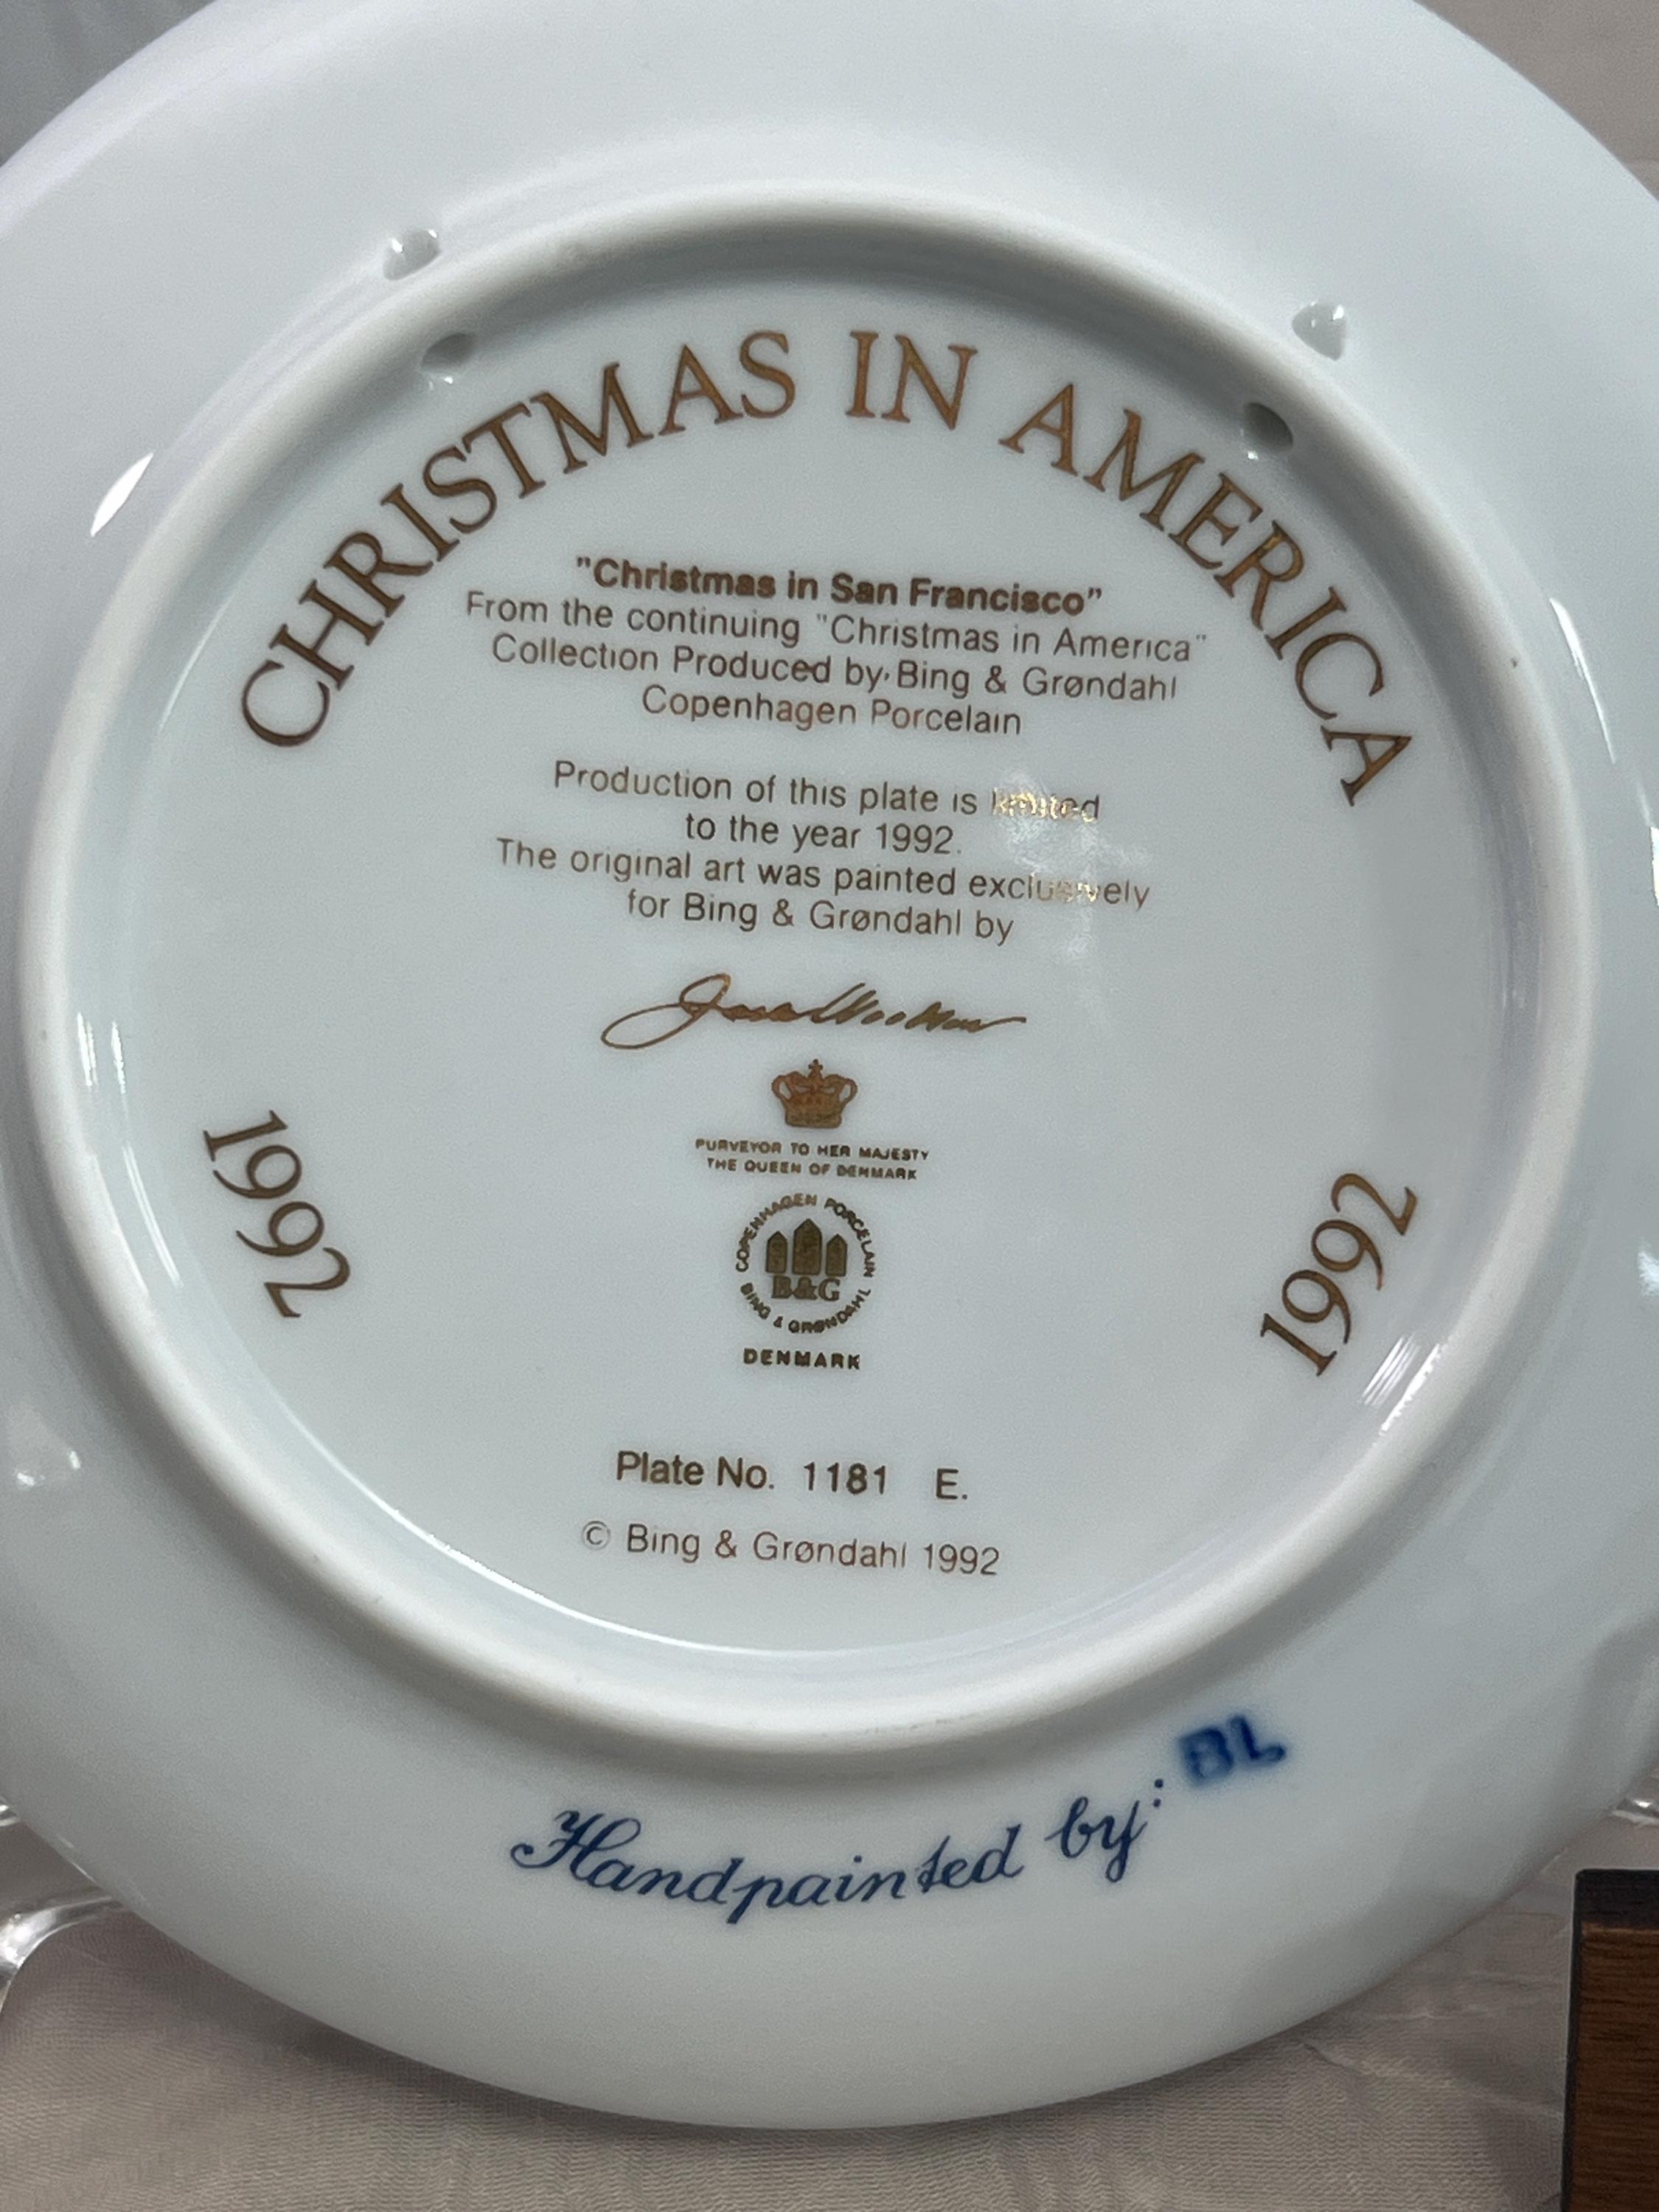 CHRISTMAS IN AMERICA
"Christmas in San Francisco"
From the continuing "Christmas in America"
Collection Produced by Bing & Grøndahl
Copenhagen Porcelain
Production of this plate is limited
to the year 1992.
The original art was painted exclusively
for Bing & Grøndahl by
1992
1992
PURVEYOR TO HER MAJESTY
THE QUEEN OF DENMARK
COPENHAGEN PORCELAIN
B&G
BING & GRØNDAHL
DENMARK
Plate No. 1181 E.
© Bing & Grøndahl 1992
Handpainted by: BL